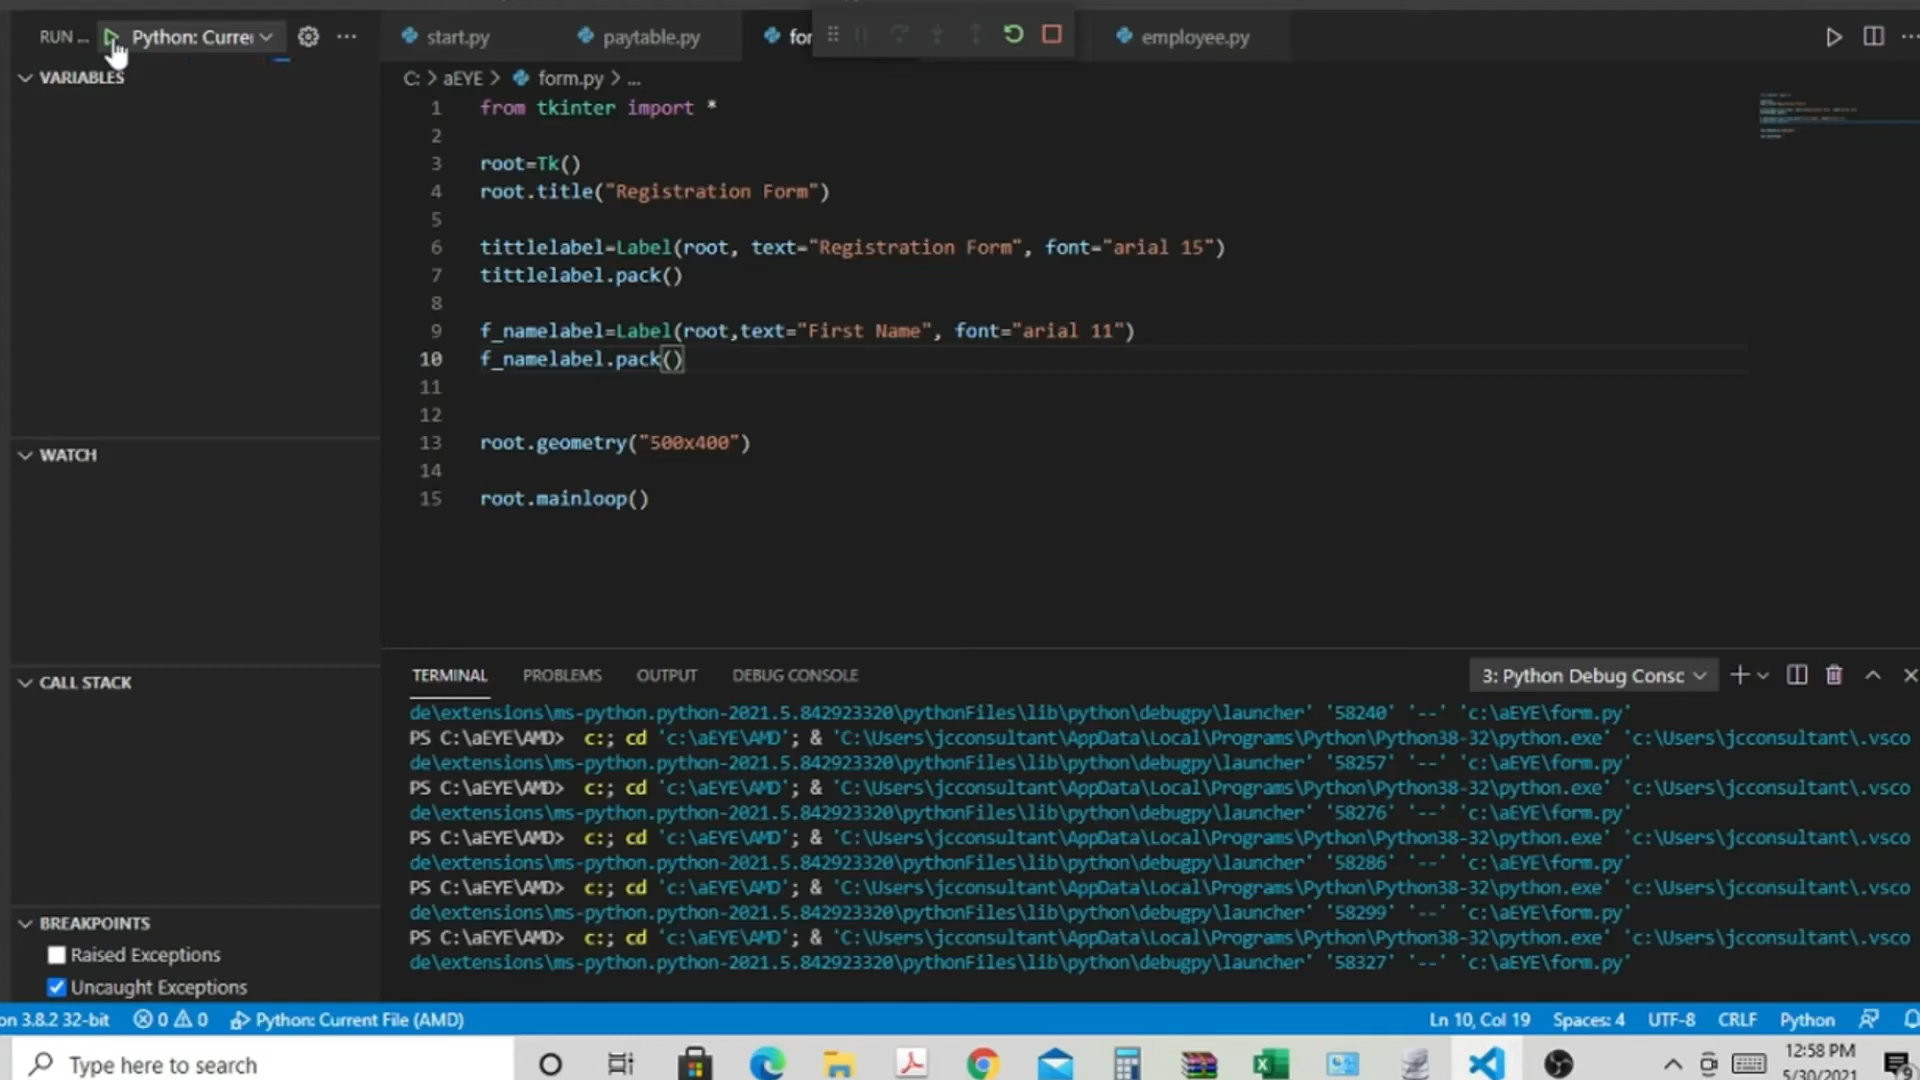 RUN ...
Python: Curre
start.py
paytable.py
for
employee.py
VARIABLES
C: > aEYE > form.py > ...
1 from tkinter import *
2
3 root=Tk()
4 root.title("Registration Form")
5
6 tittlelabel=Label(root, text="Registration Form", font="arial 15")
7 tittlelabel.pack()
8
9 f_namelabel=Label(root,text="First Name", font="arial 11")
10 f_namelabel.pack()
11
12
13 root.geometry("500x400")
14
15 root.mainloop()
WATCH
CALL STACK
BREAKPOINTS
Raised Exceptions
Uncaught Exceptions
TERMINAL PROBLEMS OUTPUT DEBUG CONSOLE
3: Python Debug Consc
de\extensions\ms-python.python-2021.5.842923320\pythonFiles\lib\python\debugpy\launcher' '58240' '--' 'c:\aEYE\form.py'
PS C:\aEYE\AMD> c:; cd 'c:\aEYE\AMD'; & 'C:\Users\jcconsultant\AppData\Local\Programs\Python\Python38-32\python.exe' 'c:\Users\jcconsultant\.vsco
de\extensions\ms-python.python-2021.5.842923320\pythonFiles\lib\python\debugpy\launcher' '58257' '--' 'c:\aEYE\form.py'
PS C:\aEYE\AMD> c:; cd 'c:\aEYE\AMD'; & 'C:\Users\jcconsultant\AppData\Local\Programs\Python\Python38-32\python.exe' 'c:\Users\jcconsultant\.vsco
de\extensions\ms-python.python-2021.5.842923320\pythonFiles\lib\python\debugpy\launcher' '58276' '--' 'c:\aEYE\form.py'
PS C:\aEYE\AMD> c:; cd 'c:\aEYE\AMD'; & 'C:\Users\jcconsultant\AppData\Local\Programs\Python\Python38-32\python.exe' 'c:\Users\jcconsultant\.vsco
de\extensions\ms-python.python-2021.5.842923320\pythonFiles\lib\python\debugpy\launcher' '58286' '--' 'c:\aEYE\form.py'
PS C:\aEYE\AMD> c:; cd 'c:\aEYE\AMD'; & 'C:\Users\jcconsultant\AppData\Local\Programs\Python\Python38-32\python.exe' 'c:\Users\jcconsultant\.vsco
de\extensions\ms-python.python-2021.5.842923320\pythonFiles\lib\python\debugpy\launcher' '58299' '--' 'c:\aEYE\form.py'
PS C:\aEYE\AMD> c:; cd 'c:\aEYE\AMD'; & 'C:\Users\jcconsultant\AppData\Local\Programs\Python\Python38-32\python.exe' 'c:\Users\jcconsultant\.vsco
de\extensions\ms-python.python-2021.5.842923320\pythonFiles\lib\python\debugpy\launcher' '58327' '--' 'c:\aEYE\form.py'
on 3.8.2 32-bit 0 0 Python: Current File (AMD)
Ln 10, Col 19 Spaces: 4 UTF-8 CRLF Python
Type here to search
12:58 PM
5/30/2021